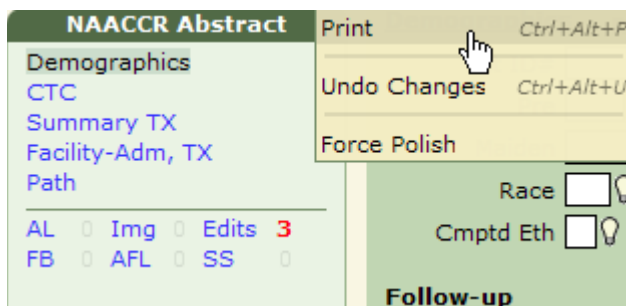 NAACCR Abstract
Demographics
CTC
Summary TX
Facility-Adm, TX
Path
AL 0 Img 0 Edits 3
FB 0 AFL 0 SS 0
Print Ctrl+Alt+P
Undo Changes Ctrl+Alt+U
Force Polish
Race
Cmptd Eth
Follow-up